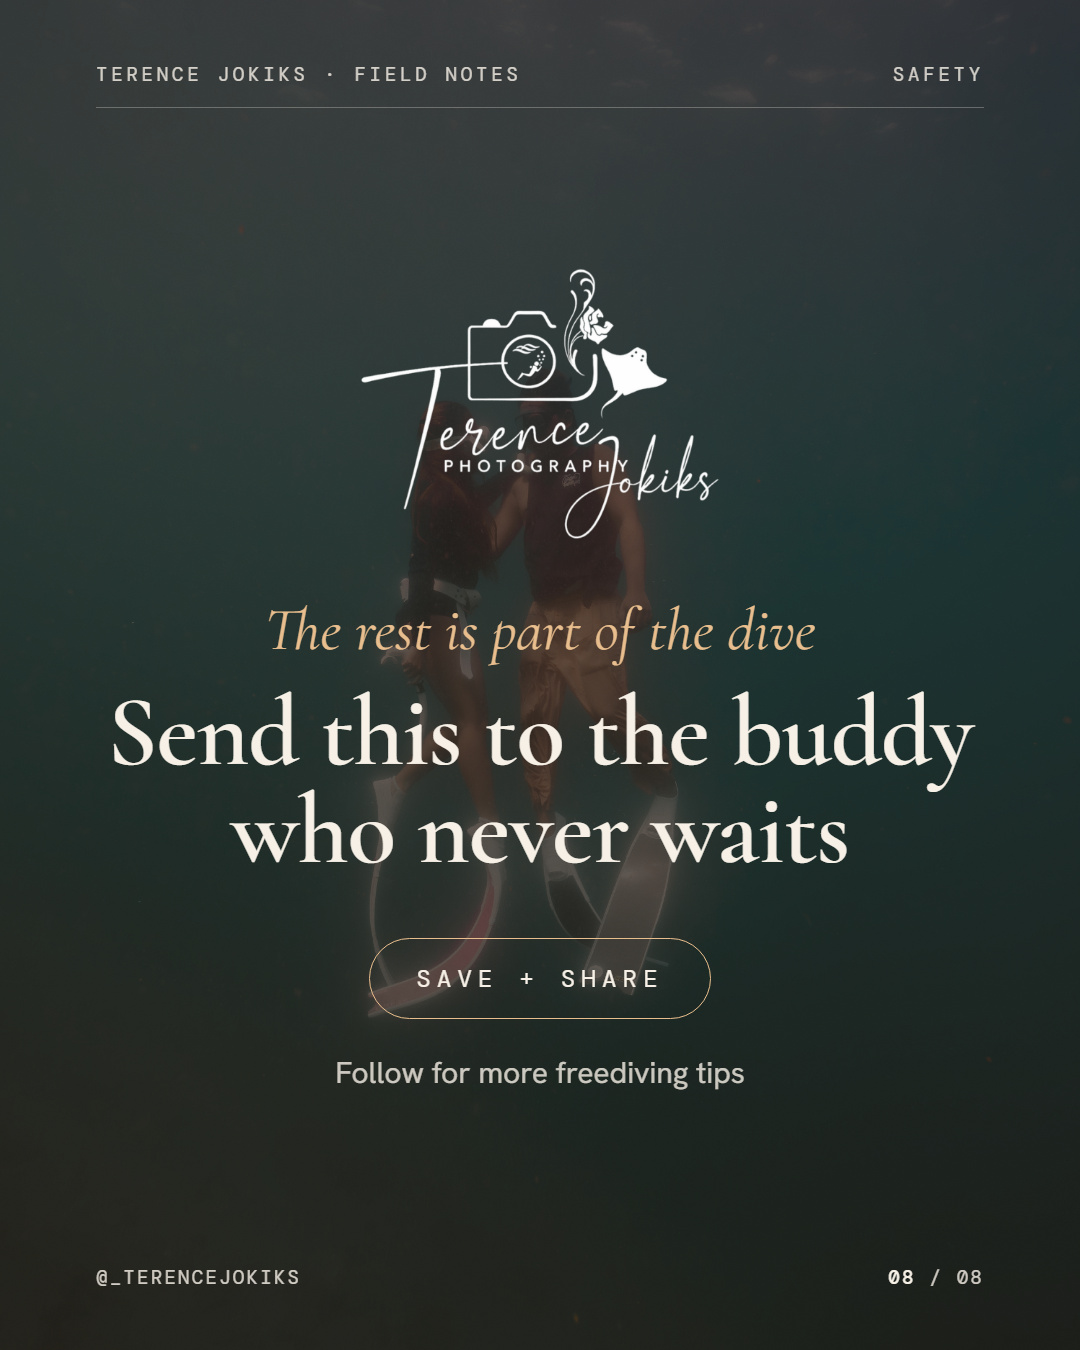 TERENCE JOKIKS · FIELD NOTES
SAFETY
Terence
PHOTOGRAPHY
Jokiks
The rest is part of the dive
Send this to the buddy
who never waits
SAVE + SHARE
Follow for more freediving tips
@_TERENCEJOKIKS
08 / 08